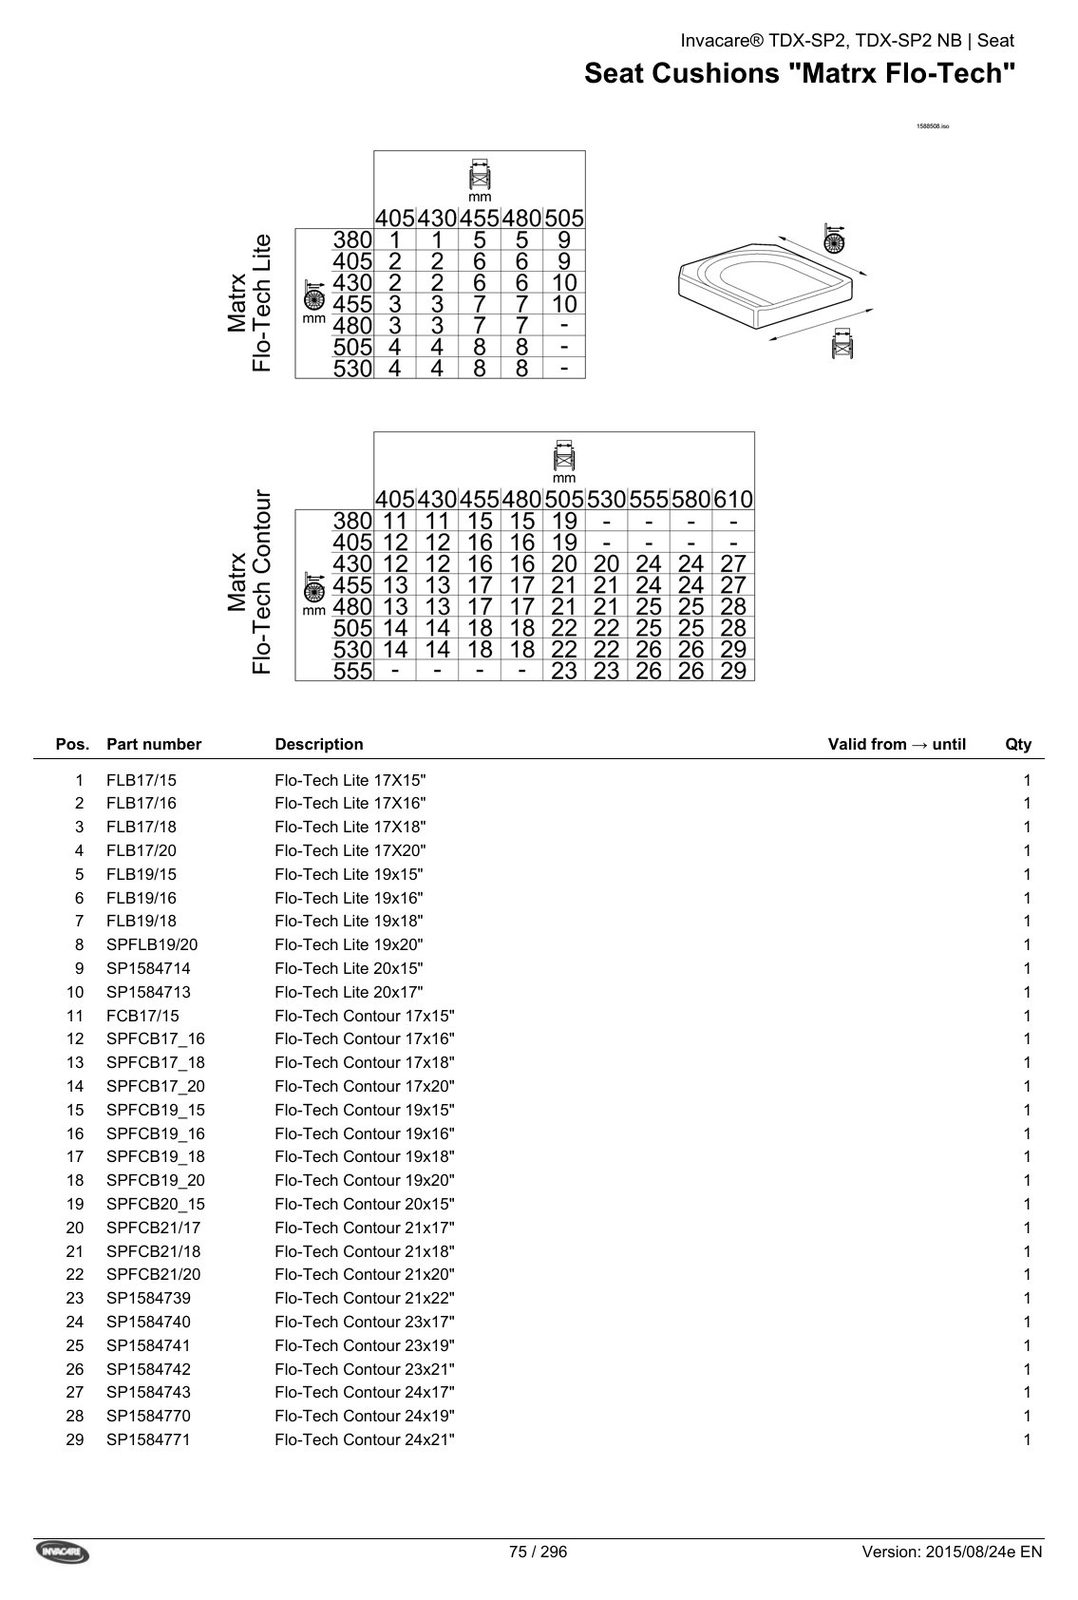 Invacare® TDX-SP2, TDX-SP2 NB | Seat
Seat Cushions "Matrx Flo-Tech"
1588508.iso
mm
405 430 455 480 505
Matrx
Flo-Tech Lite
mm
380 1 1 5 5 9
405 2 2 6 6 9
430 2 2 6 6 10
455 3 3 7 7 10
480 3 3 7 7 -
505 4 4 8 8 -
530 4 4 8 8 -
mm
405 430 455 480 505 530 555 580 610
Matrx
Flo-Tech Contour
mm
380 11 11 15 15 19 - - - -
405 12 12 16 16 19 - - - -
430 12 12 16 16 20 20 24 24 27
455 13 13 17 17 21 21 24 24 27
480 13 13 17 17 21 21 25 25 28
505 14 14 18 18 22 22 25 25 28
530 14 14 18 18 22 22 26 26 29
555 - - - - 23 23 26 26 29
Pos. Part number Description Valid from → until Qty
1 FLB17/15 Flo-Tech Lite 17X15" 1
2 FLB17/16 Flo-Tech Lite 17X16" 1
3 FLB17/18 Flo-Tech Lite 17X18" 1
4 FLB17/20 Flo-Tech Lite 17X20" 1
5 FLB19/15 Flo-Tech Lite 19x15" 1
6 FLB19/16 Flo-Tech Lite 19x16" 1
7 FLB19/18 Flo-Tech Lite 19x18" 1
8 SPFLB19/20 Flo-Tech Lite 19x20" 1
9 SP1584714 Flo-Tech Lite 20x15" 1
10 SP1584713 Flo-Tech Lite 20x17" 1
11 FCB17/15 Flo-Tech Contour 17x15" 1
12 SPFCB17_16 Flo-Tech Contour 17x16" 1
13 SPFCB17_18 Flo-Tech Contour 17x18" 1
14 SPFCB17_20 Flo-Tech Contour 17x20" 1
15 SPFCB19_15 Flo-Tech Contour 19x15" 1
16 SPFCB19_16 Flo-Tech Contour 19x16" 1
17 SPFCB19_18 Flo-Tech Contour 19x18" 1
18 SPFCB19_20 Flo-Tech Contour 19x20" 1
19 SPFCB20_15 Flo-Tech Contour 20x15" 1
20 SPFCB21/17 Flo-Tech Contour 21x17" 1
21 SPFCB21/18 Flo-Tech Contour 21x18" 1
22 SPFCB21/20 Flo-Tech Contour 21x20" 1
23 SP1584739 Flo-Tech Contour 21x22" 1
24 SP1584740 Flo-Tech Contour 23x17" 1
25 SP1584741 Flo-Tech Contour 23x19" 1
26 SP1584742 Flo-Tech Contour 23x21" 1
27 SP1584743 Flo-Tech Contour 24x17" 1
28 SP1584770 Flo-Tech Contour 24x19" 1
29 SP1584771 Flo-Tech Contour 24x21" 1
INVACARE 75 / 296 Version: 2015/08/24e EN